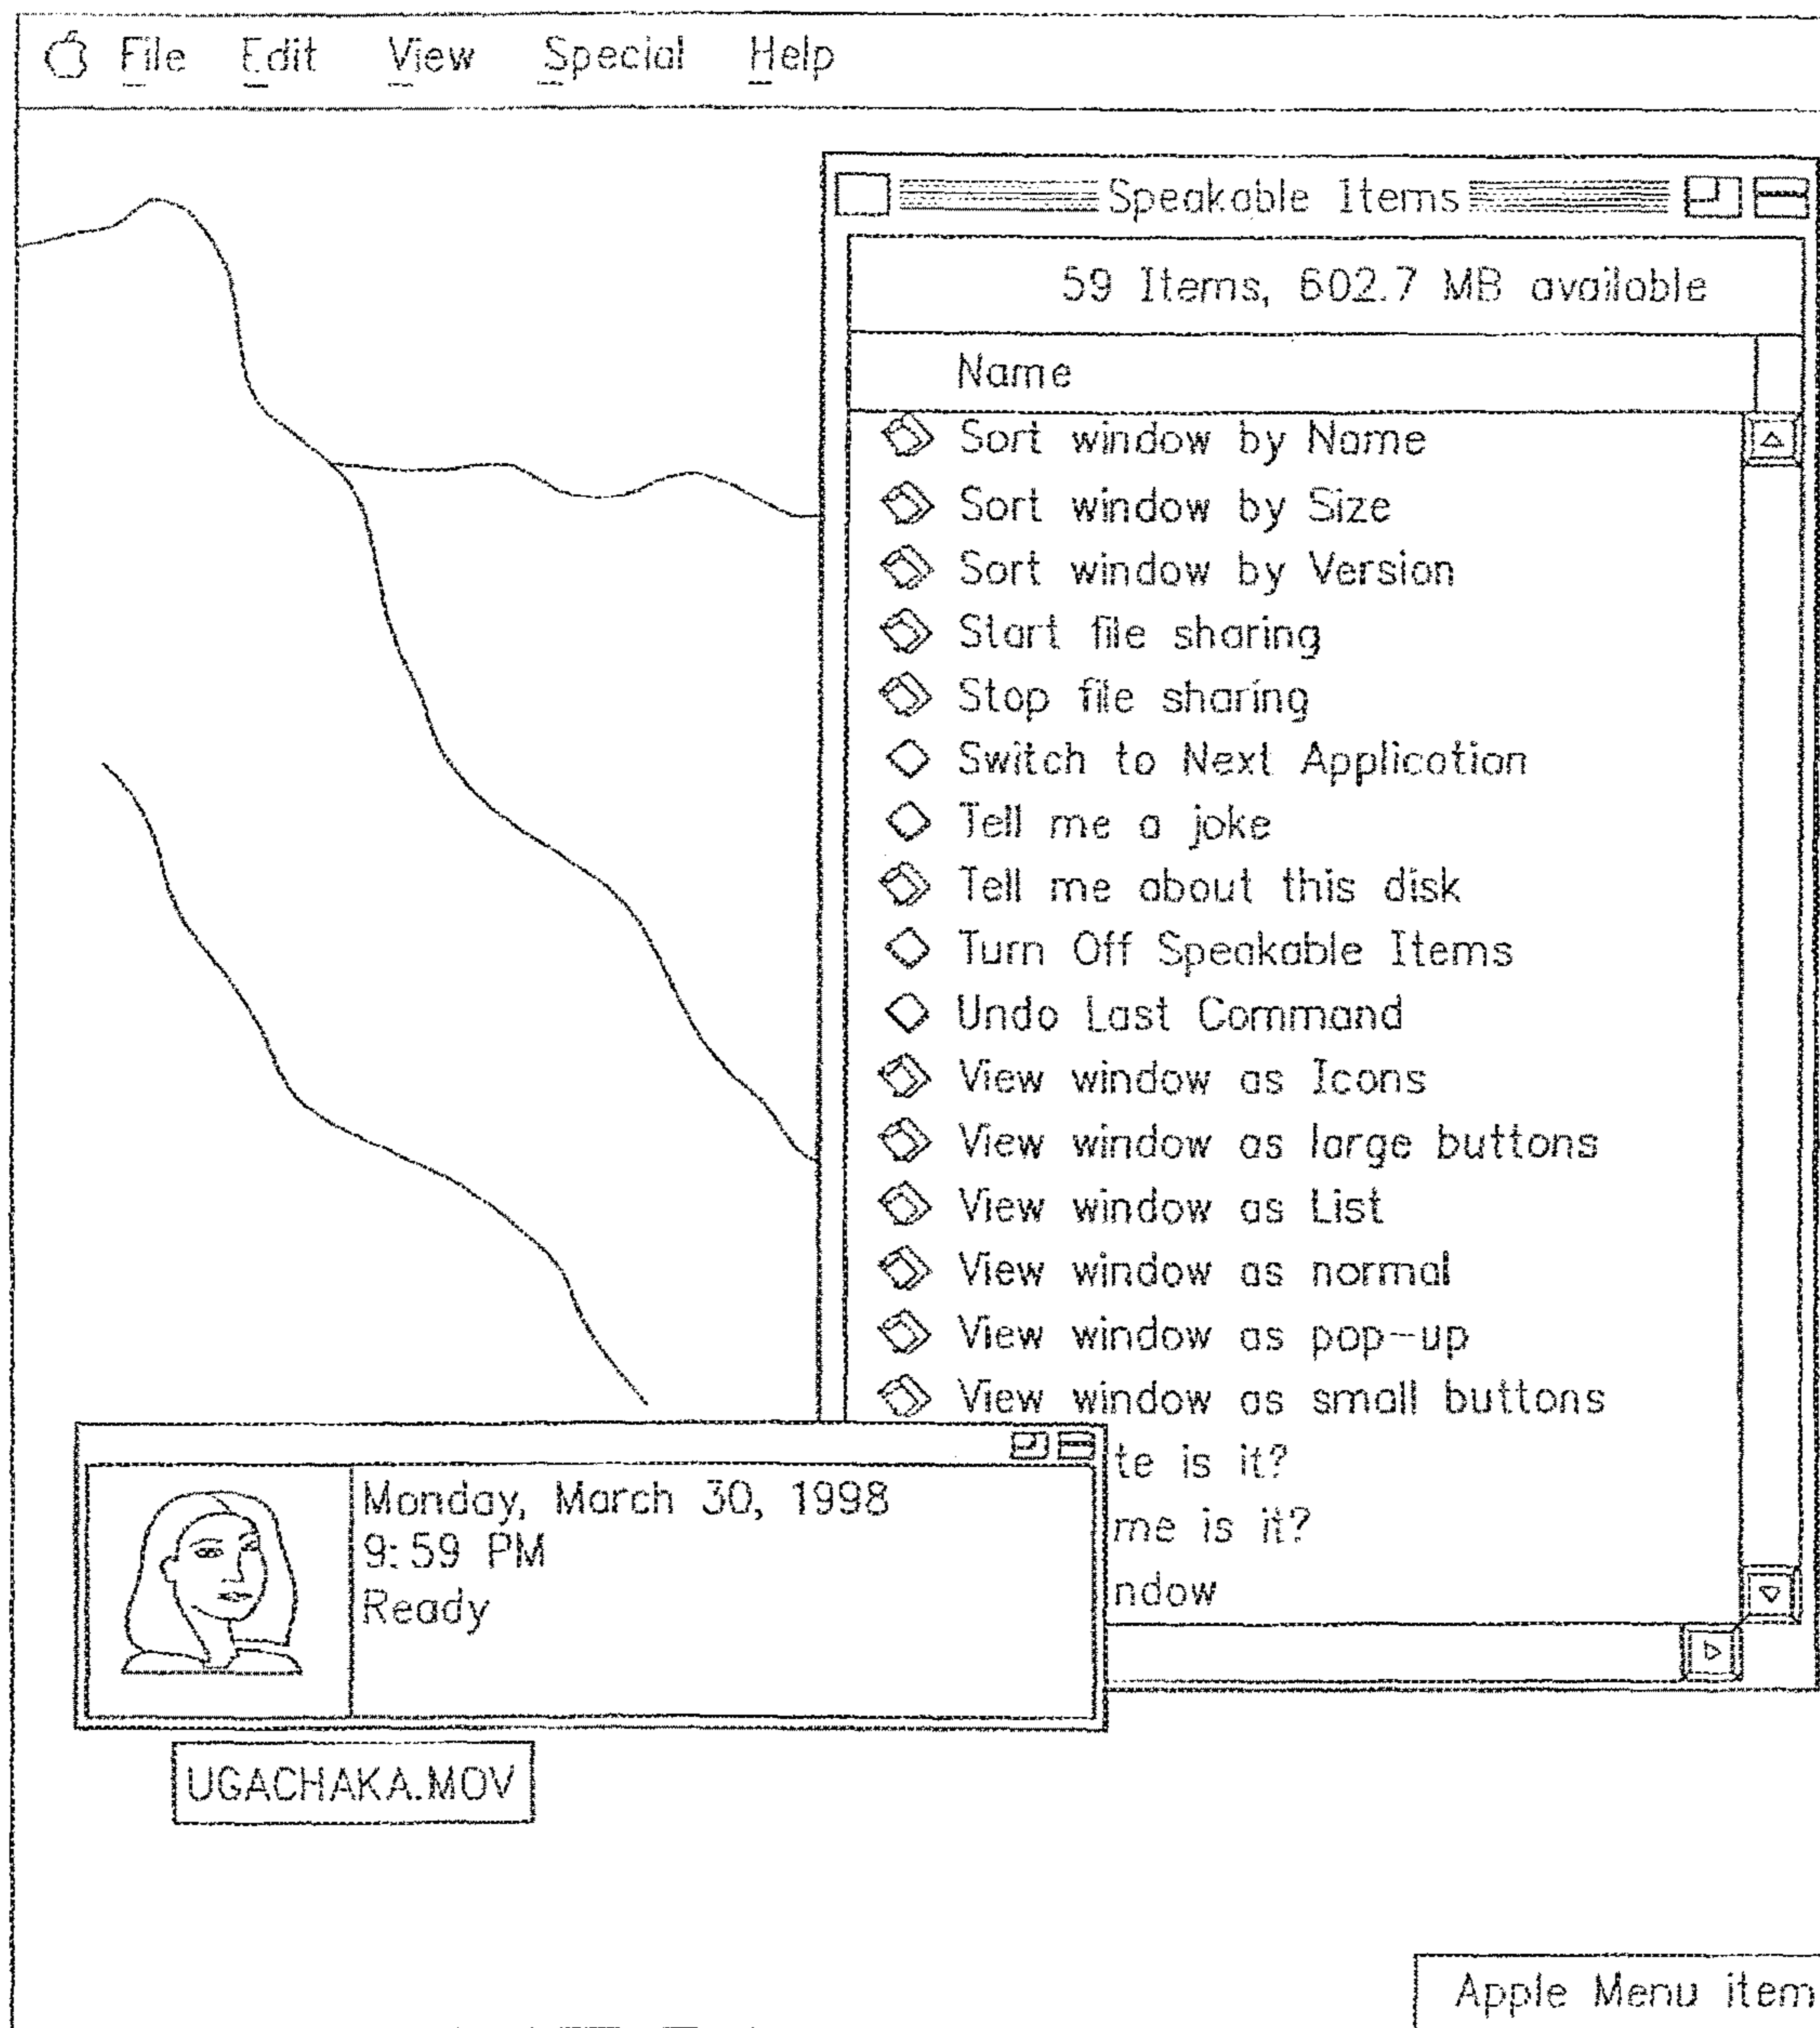 File Edit View Special Help
Speakable Items
59 Items, 602.7 MB available
Name
Sort window by Name
Sort window by Size
Sort window by Version
Start file sharing
Stop file sharing
Switch to Next Application
Tell me a joke
Tell me about this disk
Turn Off Speakable Items
Undo Last Command
View window as Icons
View window as large buttons
View window as List
View window as normal
View window as pop-up
View window as small buttons
te is it?
me is it?
ndow
Monday, March 30, 1998
9:59 PM
Ready
UGACHAKA.MOV
Apple Menu item